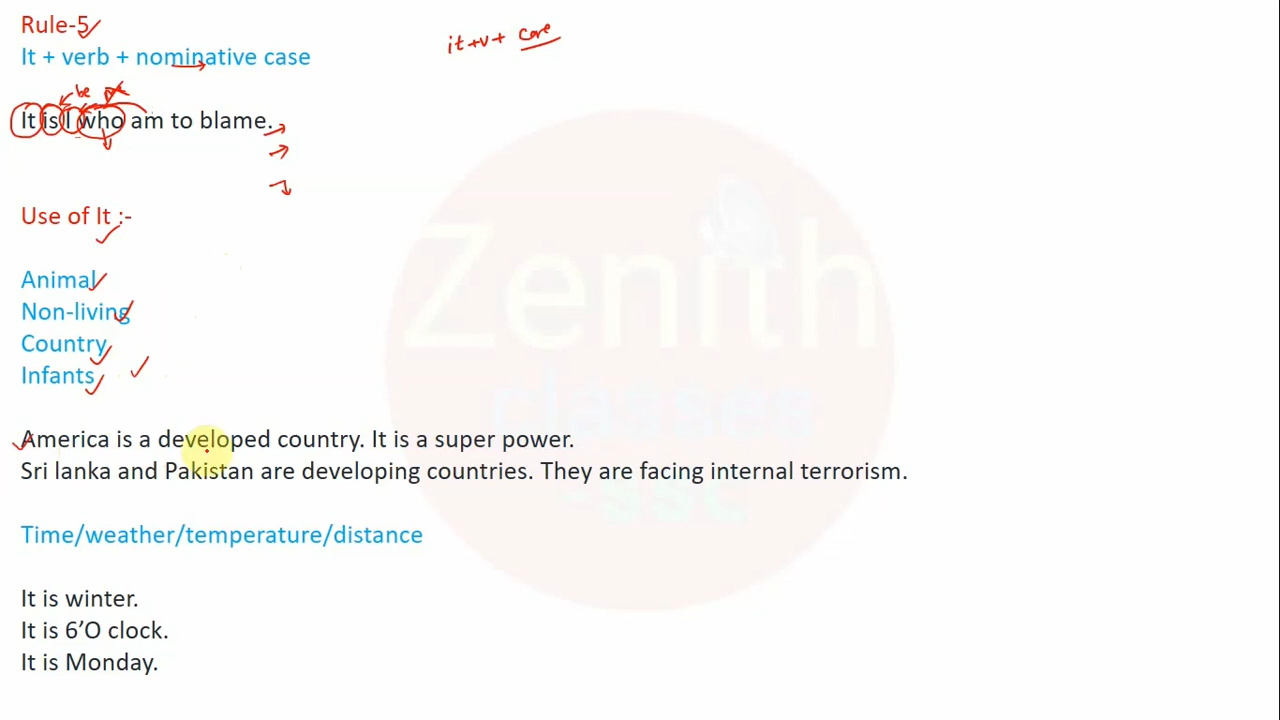 Rule-5
It + verb + nominative case
it+v+ case
be
It is I who am to blame.
Use of It :-
Animal
Non-living
Country
Infants
America is a developed country. It is a super power.
Sri lanka and Pakistan are developing countries. They are facing internal terrorism.
Time/weather/temperature/distance
It is winter.
It is 6’O clock.
It is Monday.
Zenith
classes